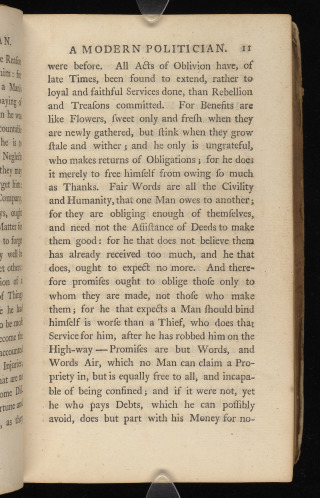 A MODERN POLITICIAN. 11
were before. All Acts of Oblivion have, of
late Times, been found to extend, rather to
loyal and faithful Services done, than Rebellion
and Treaſons committed. For Benefits are
like Flowers, ſweet only and freſh when they
are newly gathered, but ſtink when they grow
ſtale and wither; and he only is ungrateful,
who makes returns of Obligations; for he does
it merely to free himſelf from owing ſo much
as Thanks. Fair Words are all the Civility
and Humanity, that one Man owes to another;
for they are obliging enough of themſelves,
and need not the Aſſiſtance of Deeds to make
them good: for he that does not believe them
has already received too much, and he that
does, ought to expect no more. And there-
fore promiſes ought to oblige thoſe only to
whom they are made, not thoſe who make
them; for he that expects a Man ſhould bind
himſelf is worſe than a Thief, who does that
Service for him, after he has robbed him on the
High-way — Promiſes are but Words, and
Words Air, which no Man can claim a Pro-
priety in, but is equally free to all, and incapa-
ble of being confined; and if it were not, yet
he who pays Debts, which he can poſſibly
avoid, does but part with his Money for no-